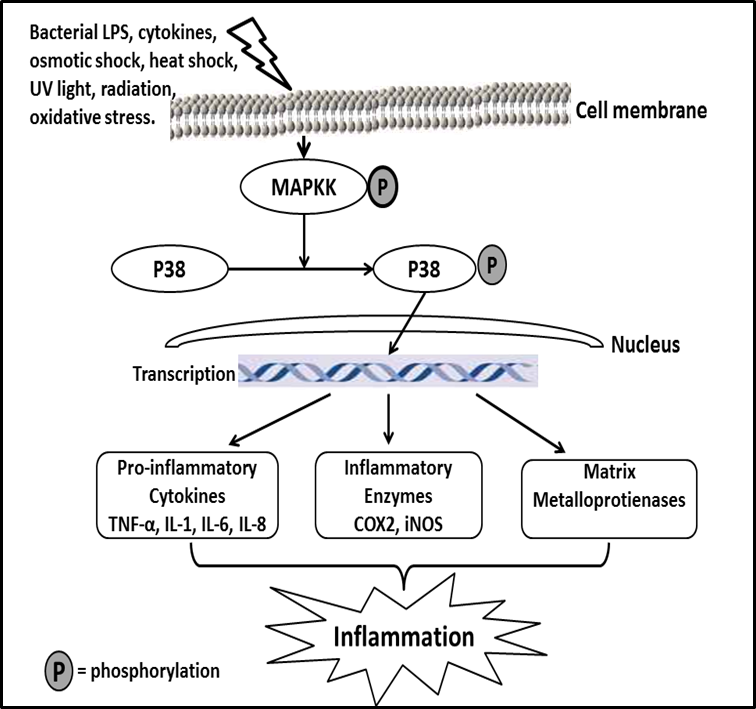 Bacterial LPS, cytokines,
osmotic shock, heat shock,
UV light, radiation,
oxidative stress.
Cell membrane
MAPKK
P
P38
P38
P
Nucleus
Transcription
Pro-inflammatory
Cytokines
TNF-α, IL-1, IL-6, IL-8
Inflammatory
Enzymes
COX2, iNOS
Matrix
Metalloprotienases
Inflammation
P = phosphorylation